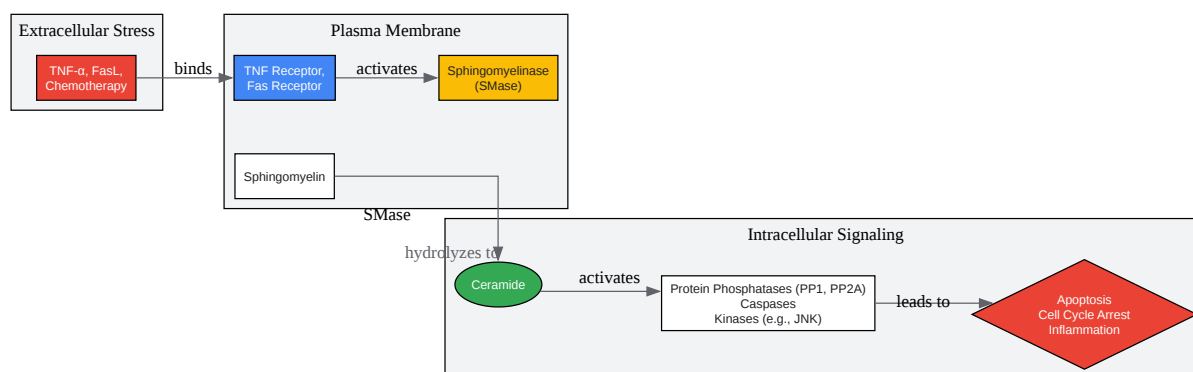 Extracellular Stress
TNF-α, FasL,
Chemotherapy
binds
Plasma Membrane
TNF Receptor,
Fas Receptor
activates
Sphingomyelinase
(SMase)
Sphingomyelin
SMase
hydrolyzes to
Intracellular Signaling
Ceramide
activates
Protein Phosphatases (PP1, PP2A)
Caspases
Kinases (e.g., JNK)
leads to
Apoptosis
Cell Cycle Arrest
Inflammation